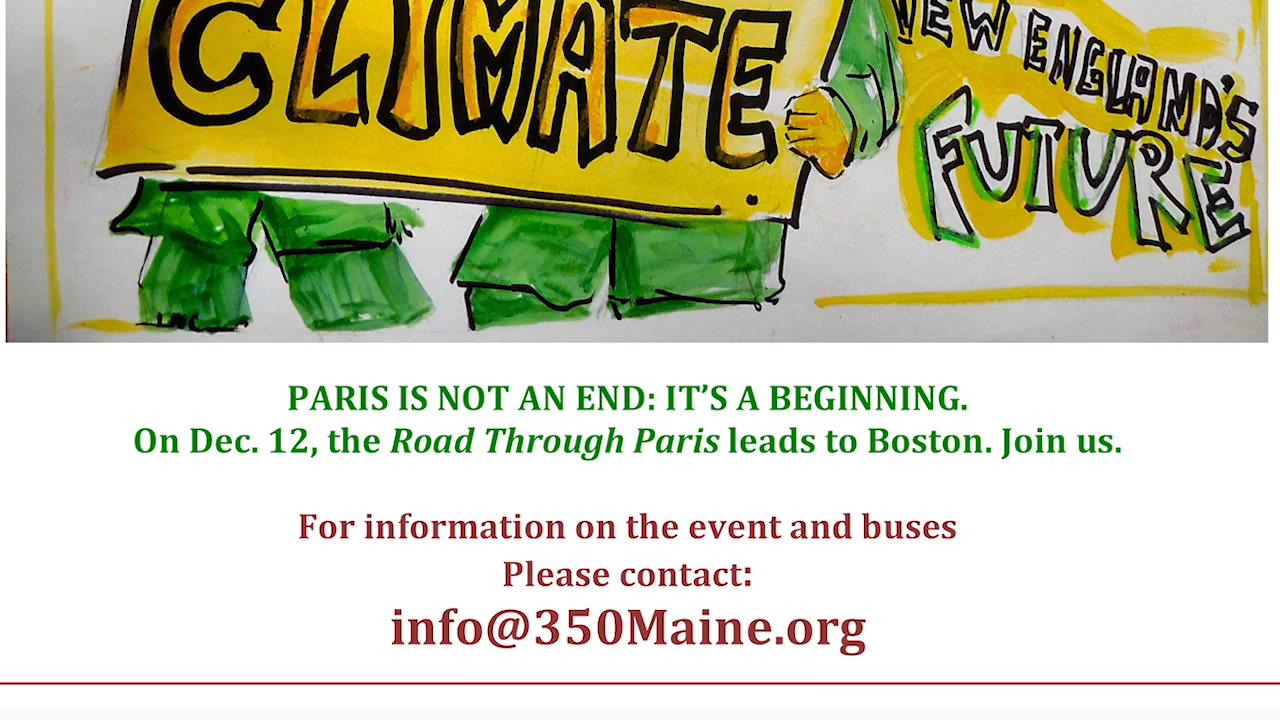 CLIMATE
NEW ENGLAND'S
FUTURE
PARIS IS NOT AN END: IT’S A BEGINNING.
On Dec. 12, the Road Through Paris leads to Boston. Join us.
For information on the event and buses
Please contact:
info@350Maine.org